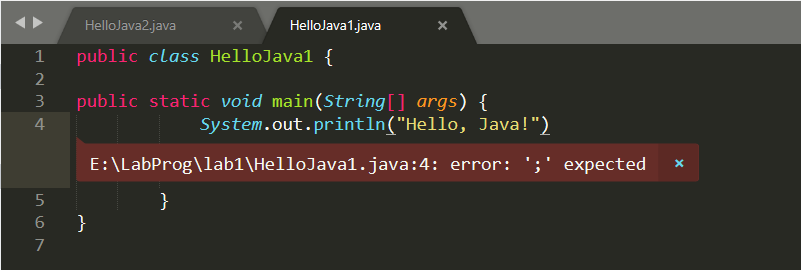 HelloJava2.java × HelloJava1.java ×
1 public class HelloJava1 {
2
3 public static void main(String[] args) {
4 System.out.println("Hello, Java!")
E:\LabProg\lab1\HelloJava1.java:4: error: ';' expected ×
5 }
6 }
7